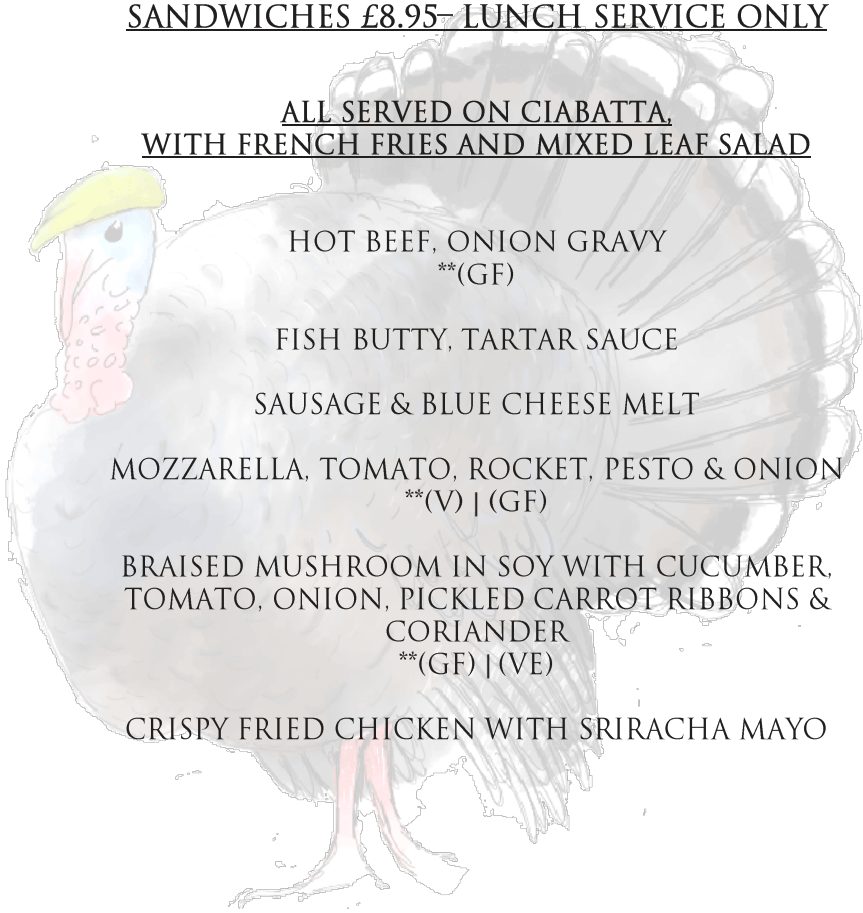 SANDWICHES £8.95– LUNCH SERVICE ONLY
ALL SERVED ON CIABATTA,
WITH FRENCH FRIES AND MIXED LEAF SALAD
HOT BEEF, ONION GRAVY
**(GF)
FISH BUTTY, TARTAR SAUCE
SAUSAGE & BLUE CHEESE MELT
MOZZARELLA, TOMATO, ROCKET, PESTO & ONION
**(V) | (GF)
BRAISED MUSHROOM IN SOY WITH CUCUMBER,
TOMATO, ONION, PICKLED CARROT RIBBONS &
CORIANDER
**(GF) | (VE)
CRISPY FRIED CHICKEN WITH SRIRACHA MAYO